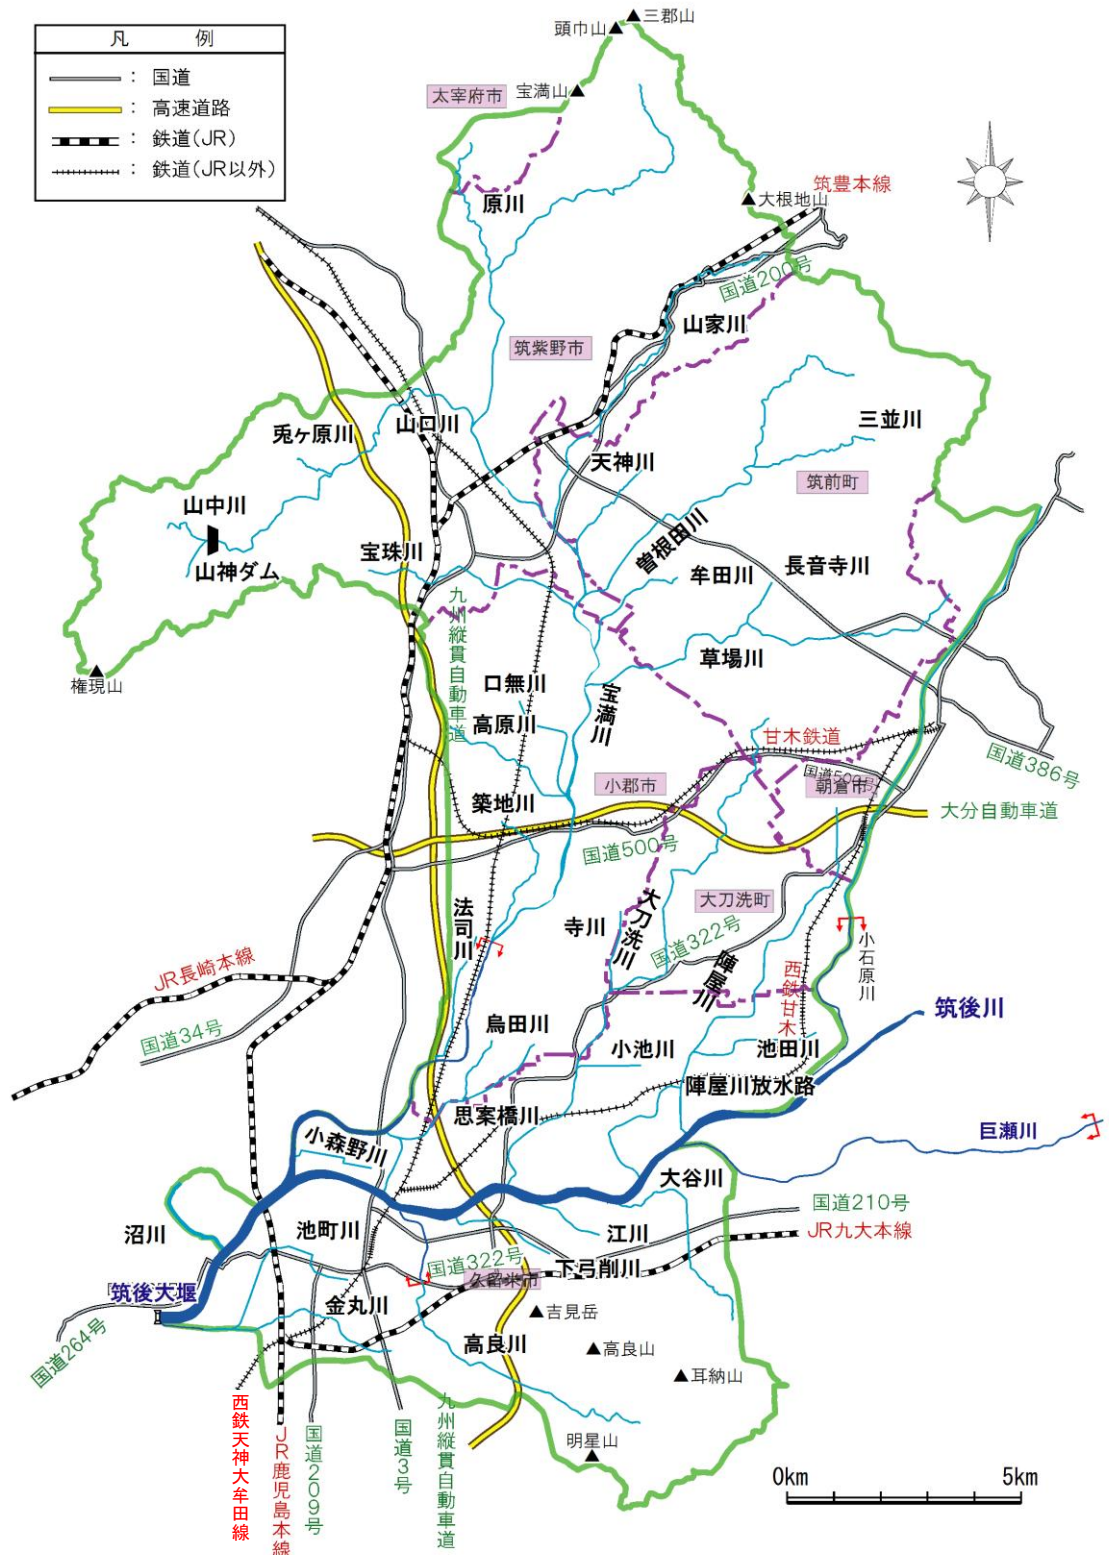 凡 例
： 国道
： 高速道路
： 鉄道(JR)
： 鉄道(JR以外)
三郡山
頭巾山
宝満山
太宰府市
筑豊本線
大根地山
原川
国道200号
山家川
筑紫野市
三並川
山口川
兎ヶ原川
天神川
筑前町
山中川
曽根田川
宝珠川
長音寺川
牟田川
山神ダム
九州縦貫自動車道
草場川
権現山
口無川
宝満川
高原川
甘木鉄道
国道386号
国道500号
小郡市
朝倉市
築地川
大分自動車道
国道500号
大刀洗町
法司川
大刀洗川
寺川
国道322号
小石原川
陣屋川
西鉄甘木
JR長崎本線
筑後川
国道34号
烏田川
小池川
池田川
陣屋川放水路
思案橋川
小森野川
巨瀬川
大谷川
国道210号
沼川
池町川
江川
JR九大本線
国道322号
下弓削川
久留米市
筑後大堰
金丸川
吉見岳
高良川
高良山
国道264号
耳納山
西鉄天神大牟田線
JR鹿児島本線
国道209号
国道3号
九州縦貫自動車道
明星山
0km 5km